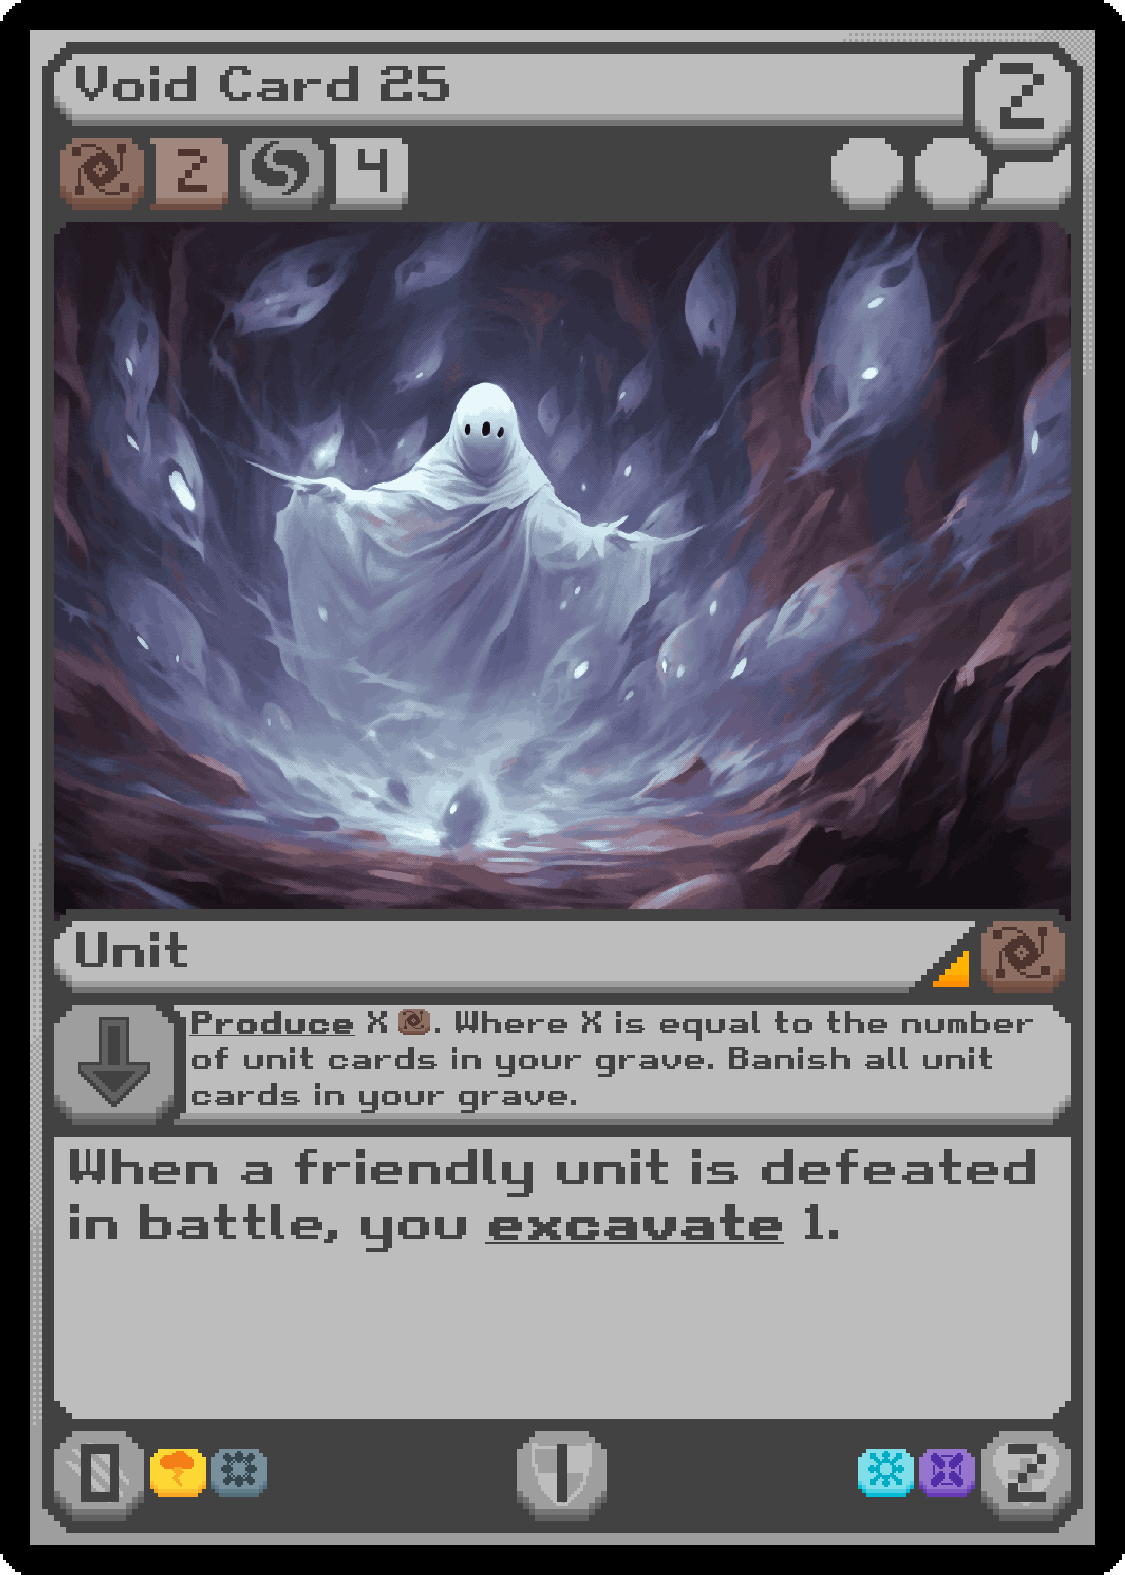 Void Card 25
2
2 4
Unit
Produce X . Where X is equal to the number
of unit cards in your grave. Banish all unit
cards in your grave.
When a friendly unit is defeated
in battle, you excavate 1.
0 1 2